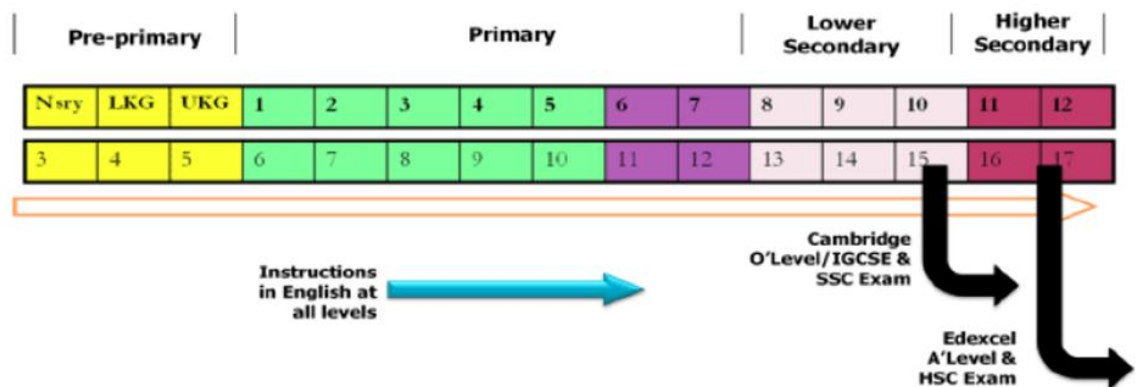 Pre-primary
Primary
Lower
Secondary
Higher
Secondary
Nsry LKG UKG 1 2 3 4 5 6 7 8 9 10 11 12
3 4 5 6 7 8 9 10 11 12 13 14 15 16 17
Instructions
in English at
all levels
Cambridge
O'Level/IGCSE &
SSC Exam
Edexcel
A'Level &
HSC Exam